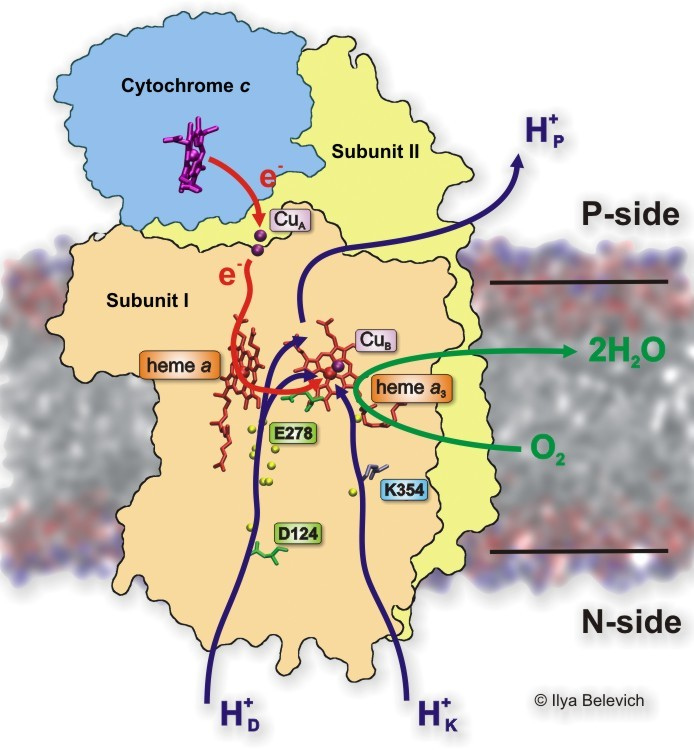 Cytochrome c
Subunit II
H⁺P
e⁻
P-side
CuA
e⁻
Subunit I
CuB
heme a
2H₂O
heme a₃
E278
O₂
K354
D124
N-side
H⁺D
H⁺K
© Ilya Belevich